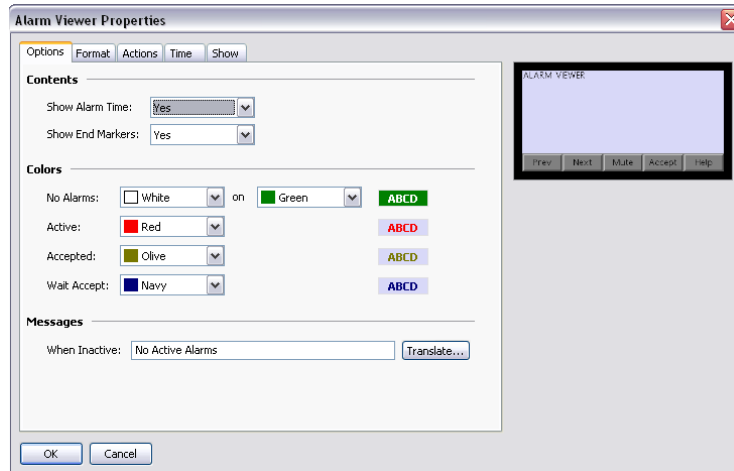 Alarm Viewer Properties
Options Format Actions Time Show
Contents
Show Alarm Time: Yes
Show End Markers: Yes
Colors
No Alarms: White on Green ABCD
Active: Red ABCD
Accepted: Olive ABCD
Wait Accept: Navy ABCD
Messages
When Inactive: No Active Alarms Translate...
OK Cancel
ALARM VIEWER
Prev Next Mute Accept Help